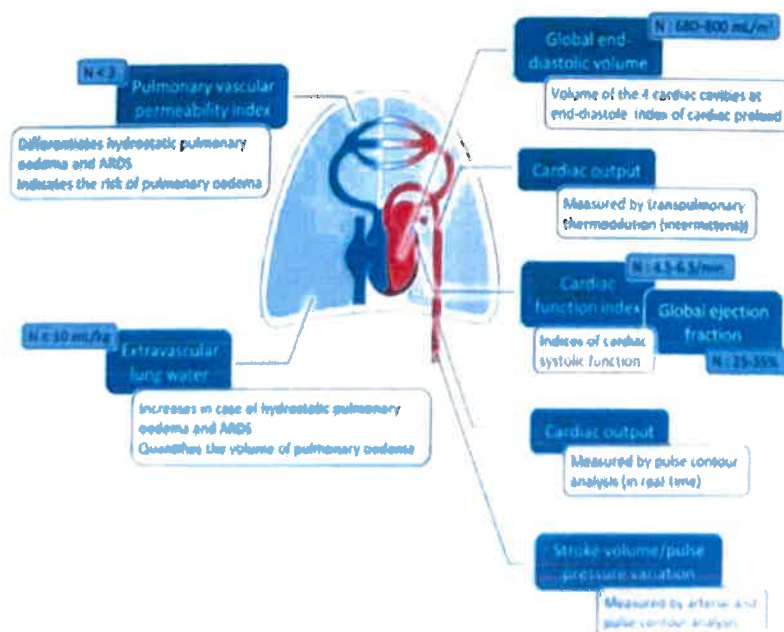 N < 3
Pulmonary vascular
permeability index
Differentiates hydrostatic pulmonary
oedema and ARDS
Indicates the risk of pulmonary oedema
N ≤ 10 mL/kg
Extravascular
lung water
Increases in case of hydrostatic pulmonary
oedema and ARDS
Quantifies the volume of pulmonary oedema
N : 680-800 mL/m²
Global end-
diastolic volume
Volume of the 4 cardiac cavities at
end-diastole index of cardiac preload
Cardiac output
Measured by transpulmonary
thermodilution (intermittent)
N : 4.5-6.5/min
Cardiac
function index
Global ejection
fraction
N : 25-35%
Indices of cardiac
systolic function
Cardiac output
Measured by pulse contour
analysis (in real time)
Stroke volume/pulse
pressure variation
Measured by arterial and
pulse contour analysis